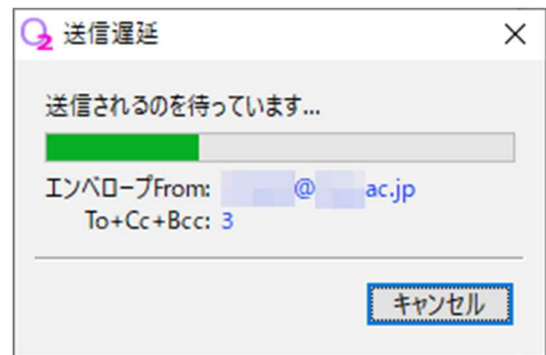 送信遅延
送信されるのを待っています...
エンベロープFrom: @ ac.jp
To+Cc+Bcc: 3
キャンセル